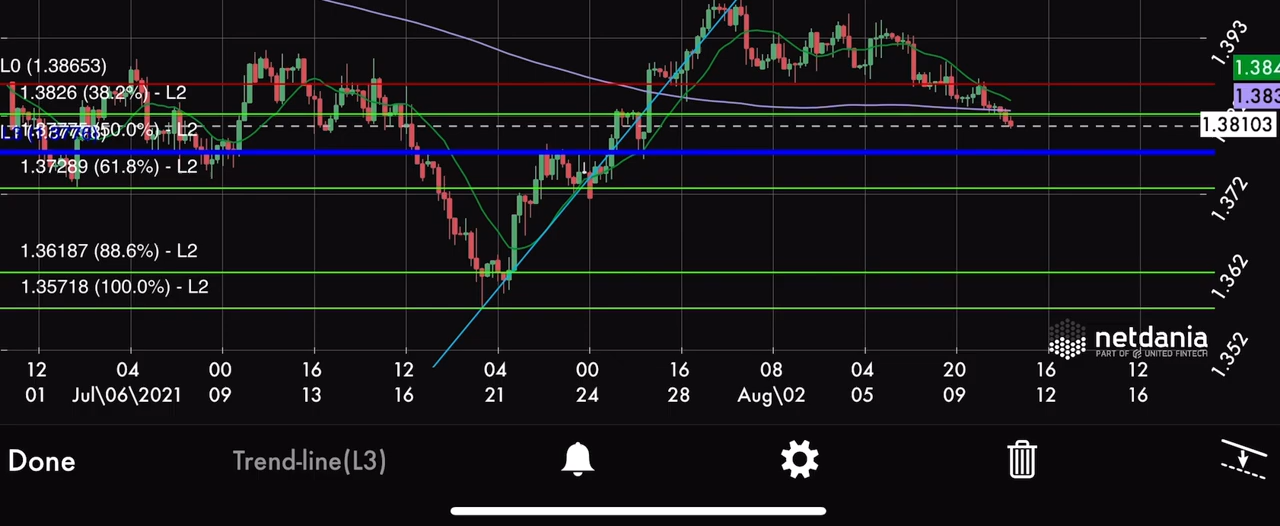 L0 (1.38653)
1.3826 (38.2%) - L2
(50.0%) - L2
1.37289 (61.8%) - L2
1.36187 (88.6%) - L2
1.35718 (100.0%) - L2
1.393
1.384
1.383
1.38103
1.372
1.362
1.352
netdania
PART OF UNITED FINTECH
12 04 00 16 12 04 00 16 08 04 20 16 12
01 Jul\06\2021 09 13 16 21 24 28 Aug\02 05 09 12 16
Done Trend-line(L3)